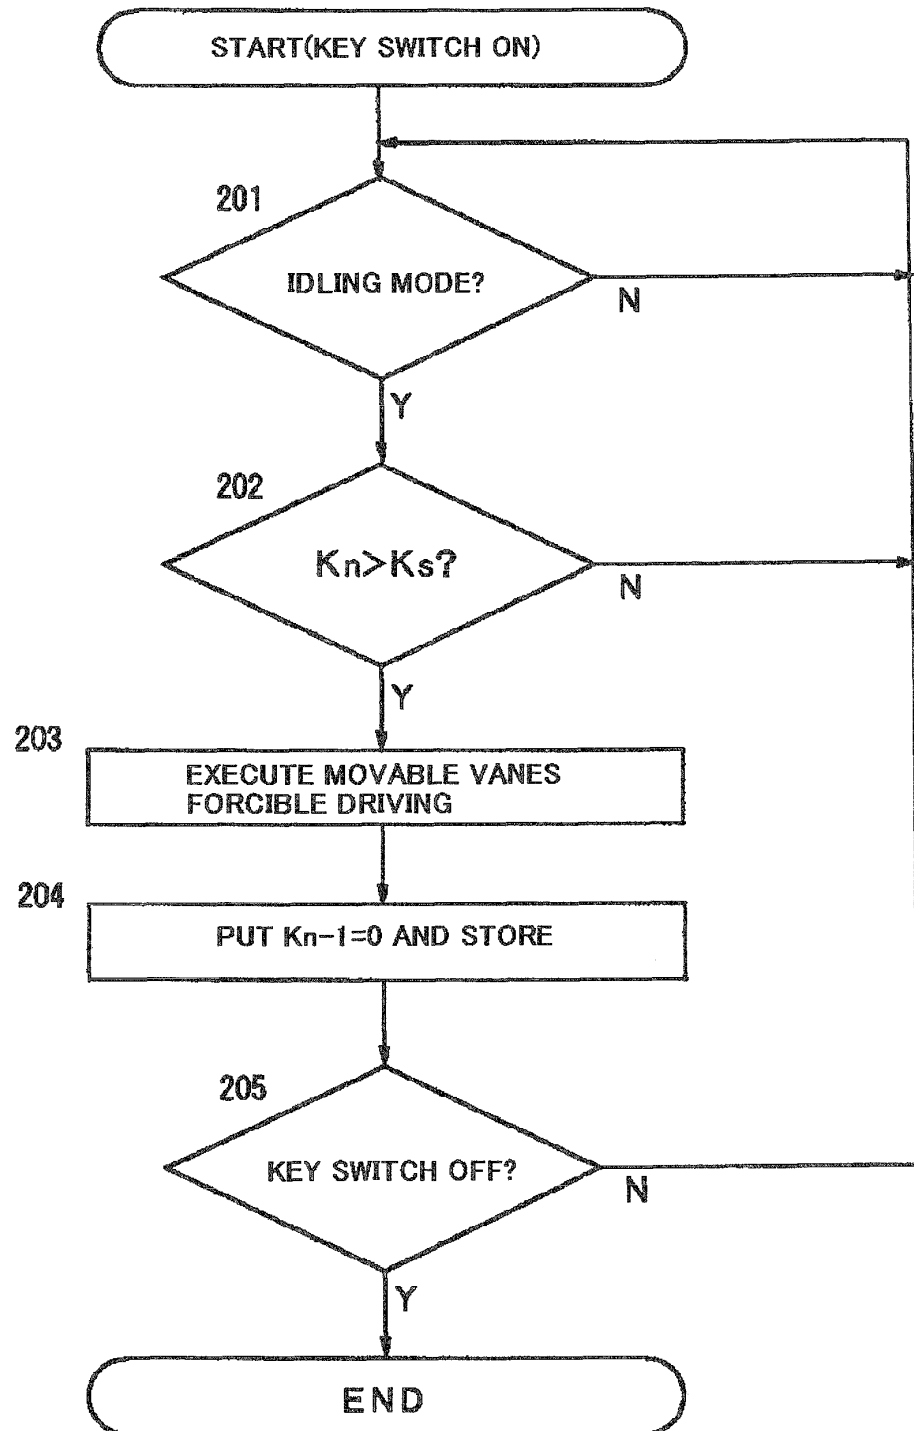 START(KEY SWITCH ON)
201
IDLING MODE?
N
Y
202
Kn>Ks?
N
Y
203
EXECUTE MOVABLE VANES
FORCIBLE DRIVING
204
PUT Kn-1=0 AND STORE
205
KEY SWITCH OFF?
N
Y
END